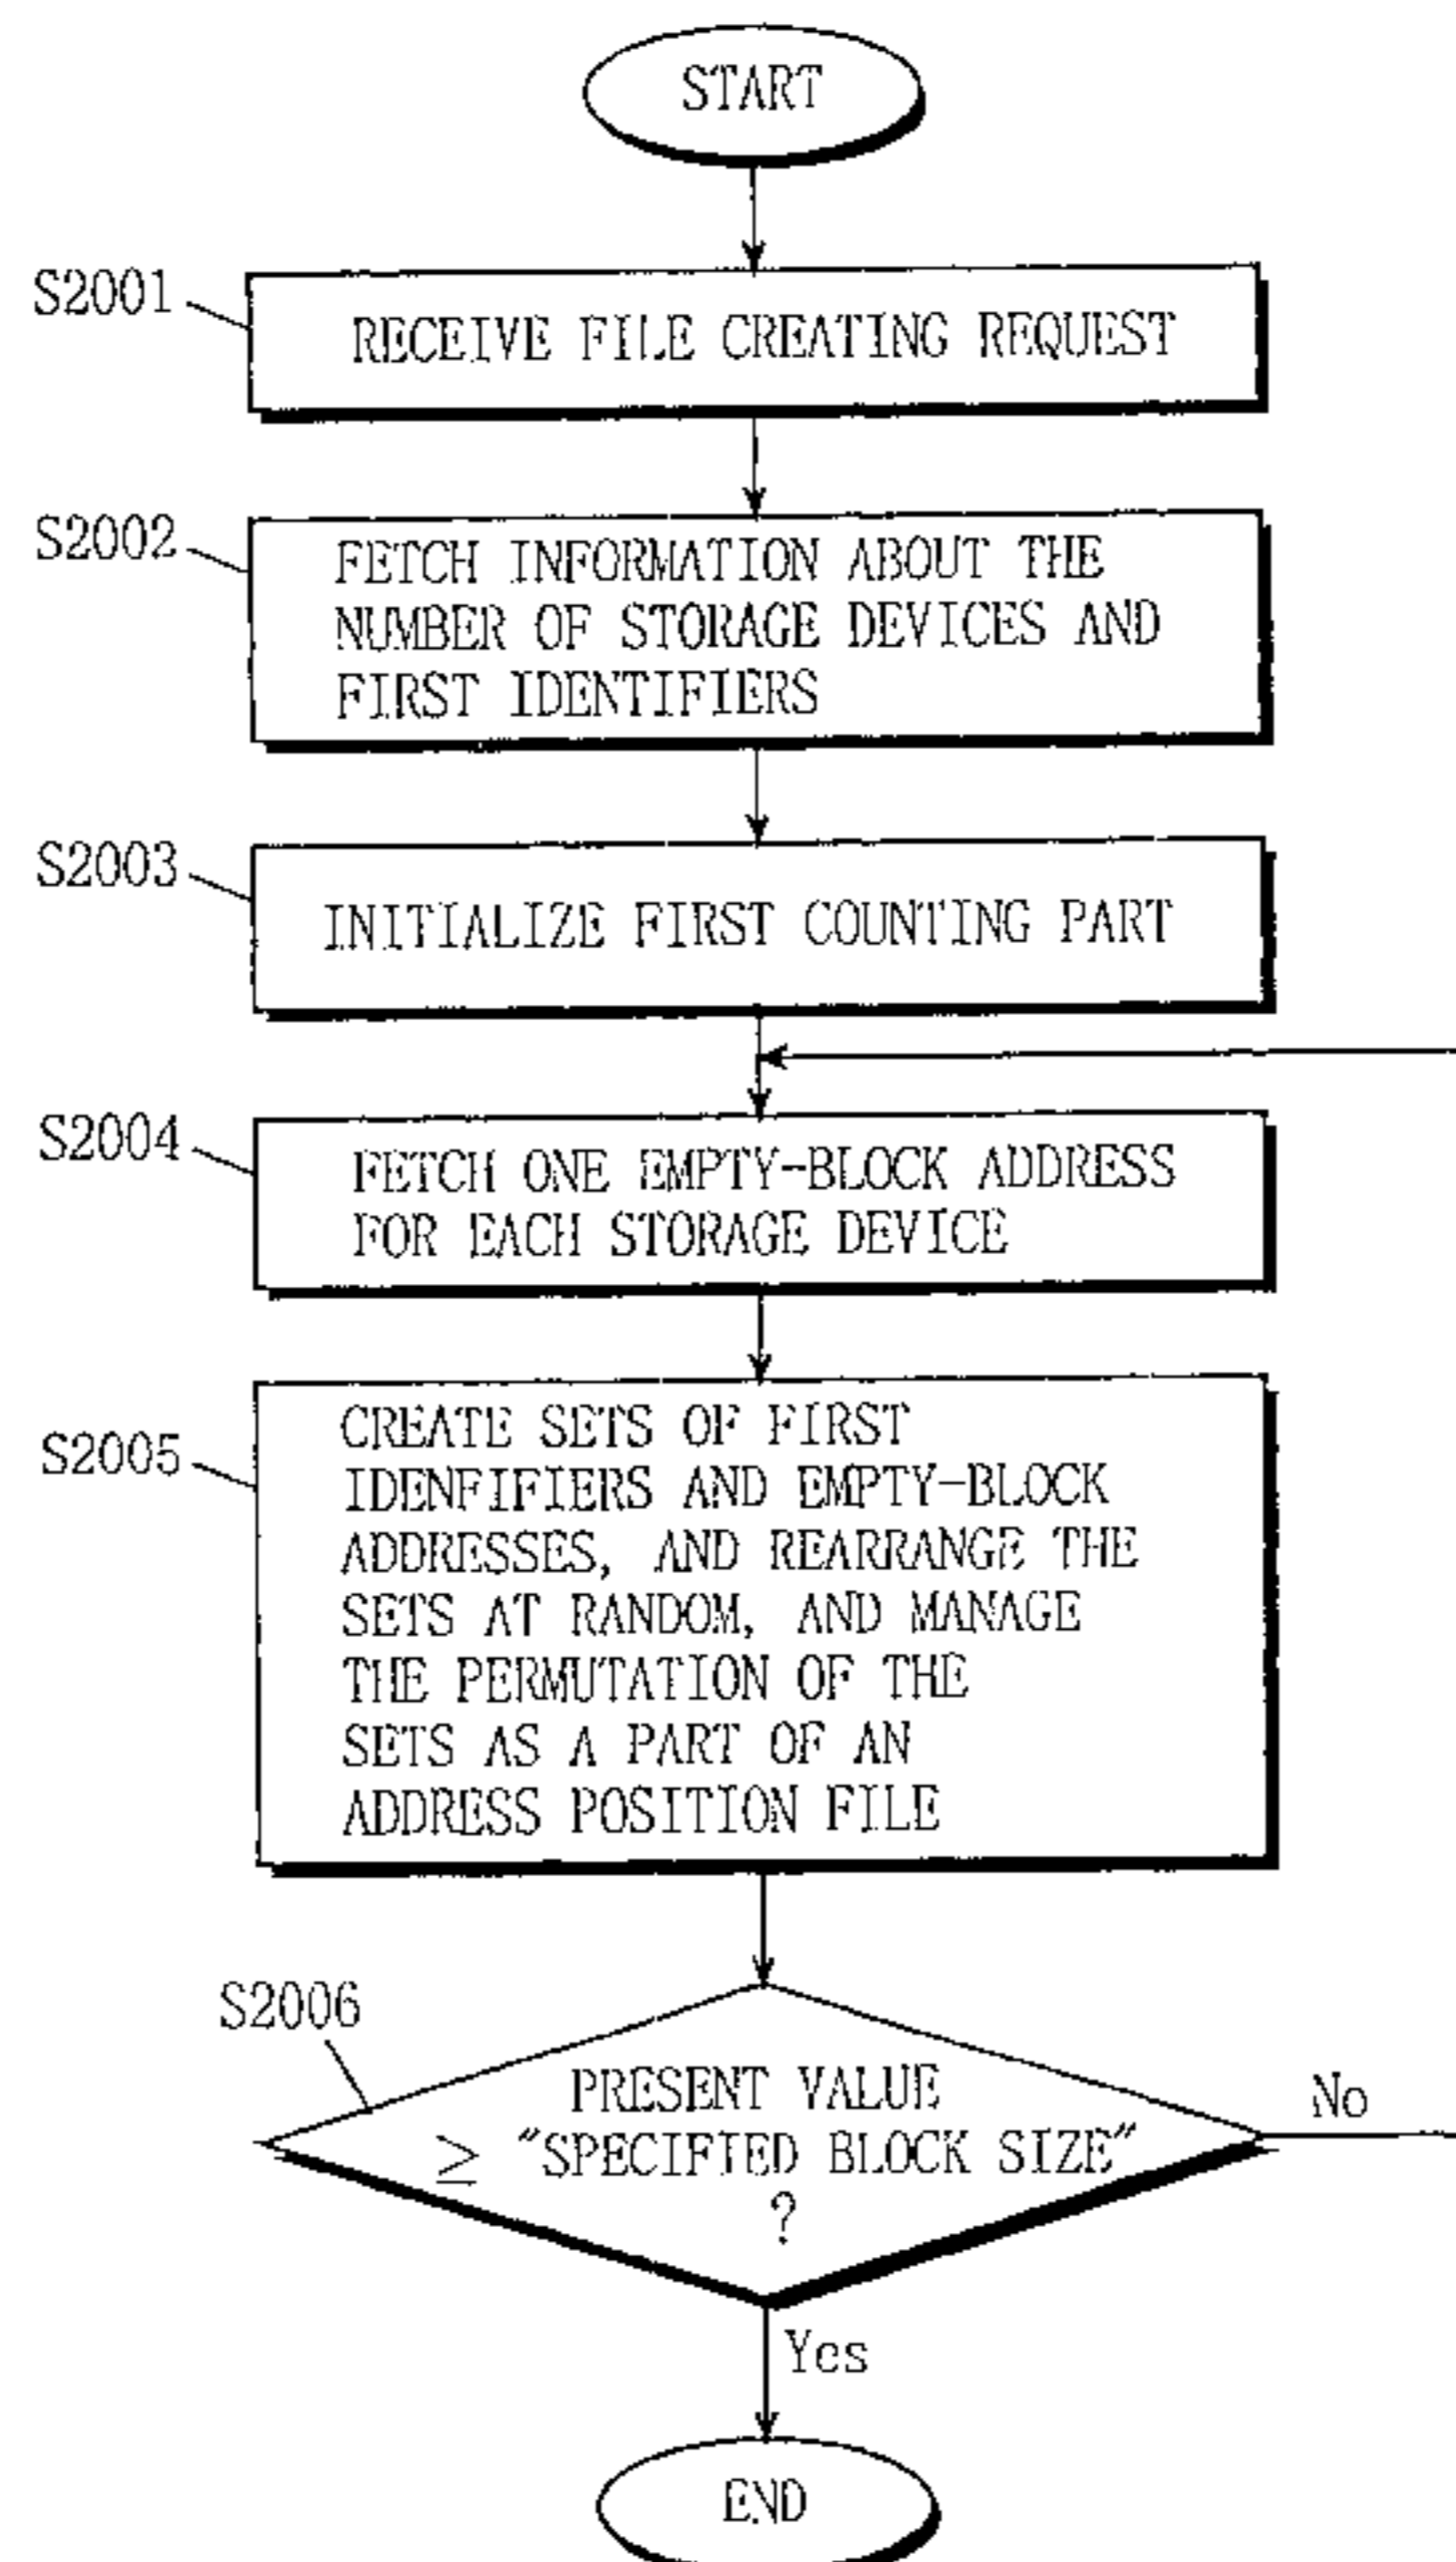 START
S2001
RECEIVE FILE CREATING REQUEST
S2002
FETCH INFORMATION ABOUT THE
NUMBER OF STORAGE DEVICES AND
FIRST IDENTIFIERS
S2003
INITIALIZE FIRST COUNTING PART
S2004
FETCH ONE EMPTY-BLOCK ADDRESS
FOR EACH STORAGE DEVICE
S2005
CREATE SETS OF FIRST
IDENFIFIERS AND EMPTY-BLOCK
ADDRESSES, AND REARRANGE THE
SETS AT RANDOM, AND MANAGE
THE PERMUTATION OF THE
SETS AS A PART OF AN
ADDRESS POSITION FILE
S2006
PRESENT VALUE
≥ "SPECIFIED BLOCK SIZE"
?
No
Yes
END